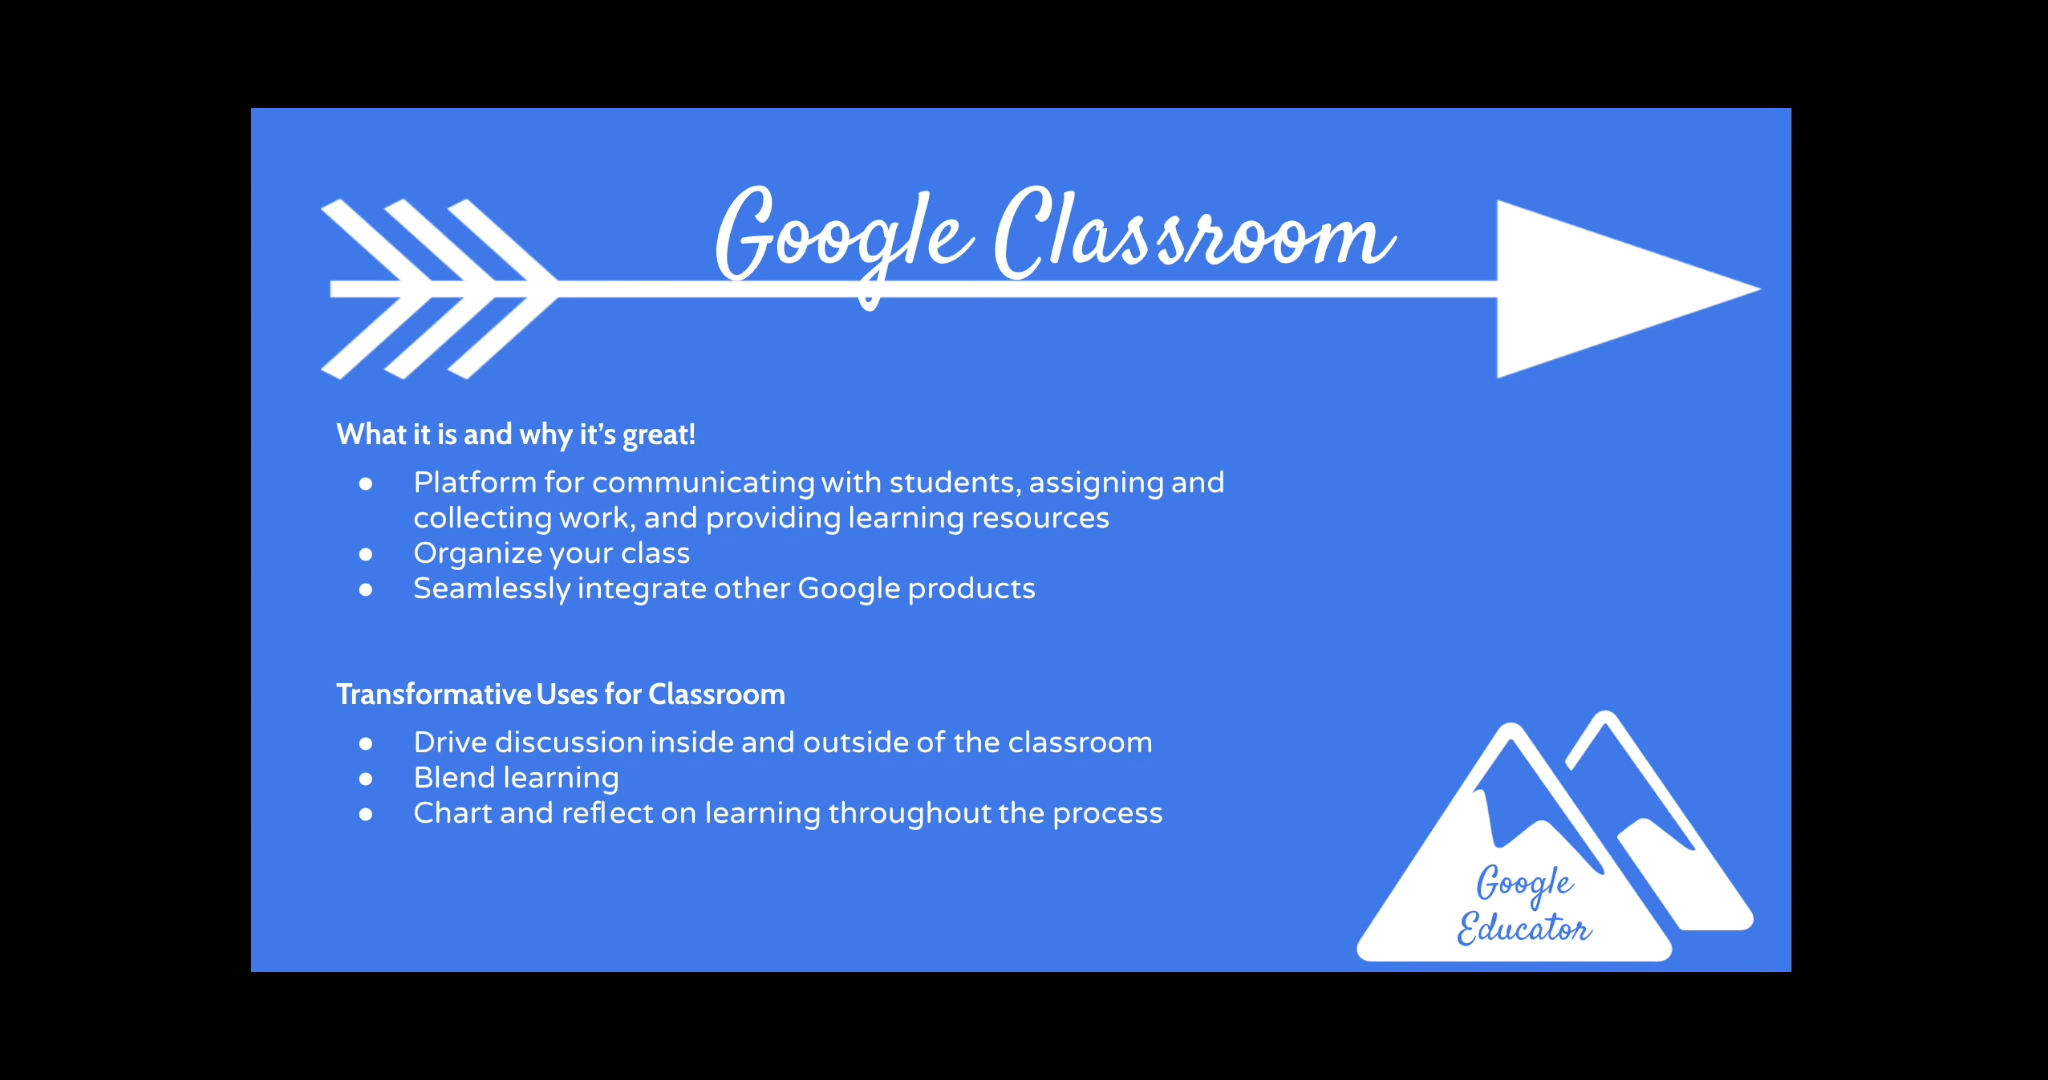 Google Classroom
What it is and why it's great!
● Platform for communicating with students, assigning and
collecting work, and providing learning resources
● Organize your class
● Seamlessly integrate other Google products
Transformative Uses for Classroom
● Drive discussion inside and outside of the classroom
● Blend learning
● Chart and reflect on learning throughout the process
Google
Educator